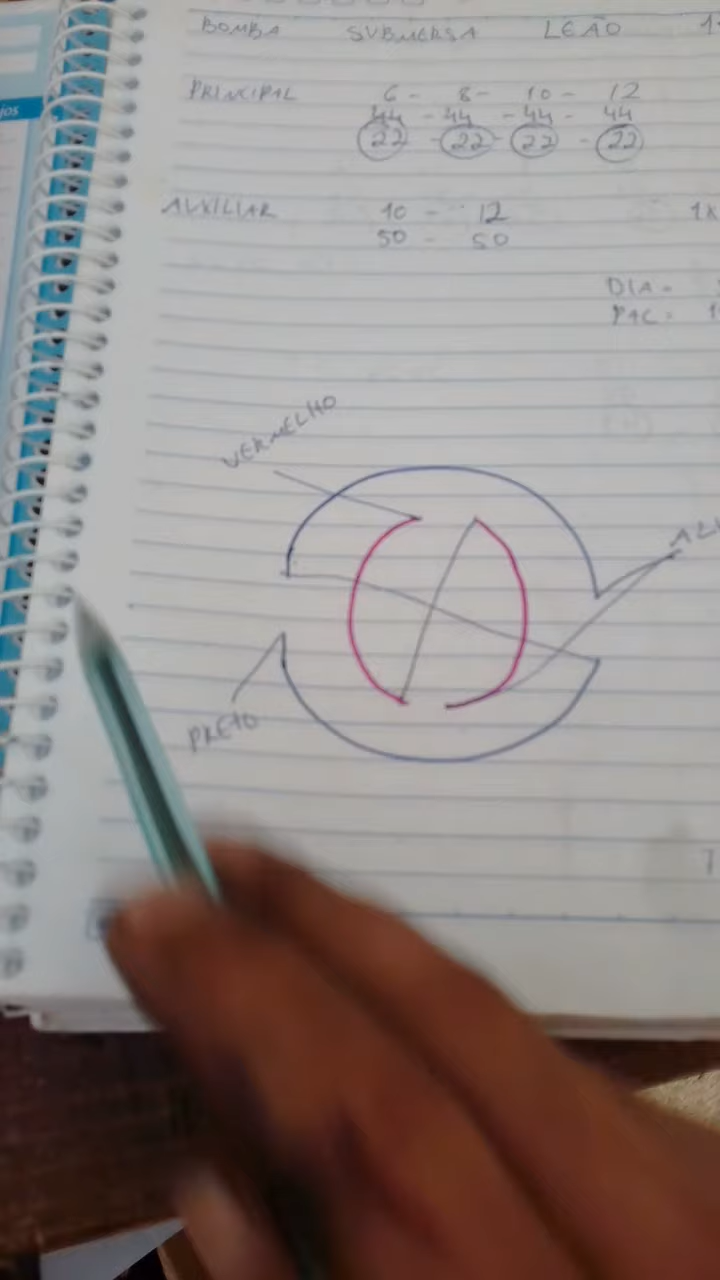 BOMBA SUBMERSA LEÃO
PRINCIPAL 6 - 8 - 10 - 12
44 - 44 - 44 - 44
22 - 22 - 22 - 22
AUXILIAR 10 - 12
50 - 50
DIA =
PAC =
VERMELHO
PRETO